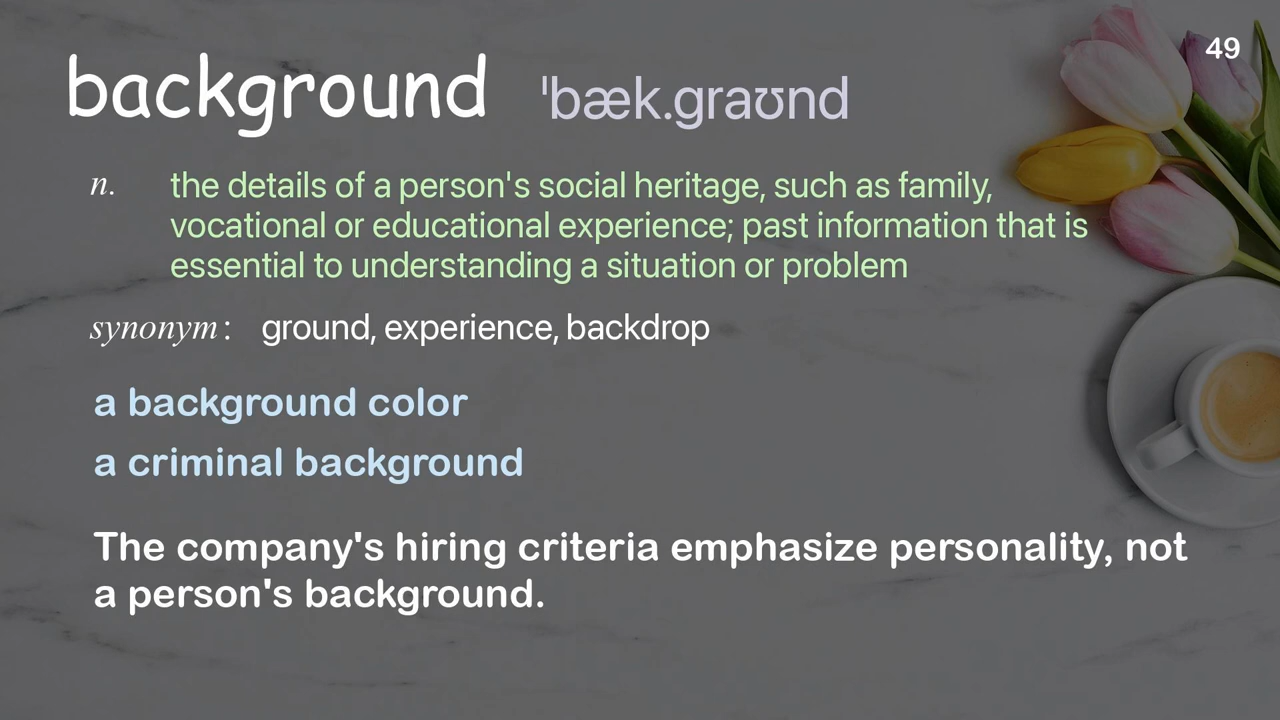 49
background ˈbæk.graʊnd
n. the details of a person's social heritage, such as family,
vocational or educational experience; past information that is
essential to understanding a situation or problem
synonym: ground, experience, backdrop
a background color
a criminal background
The company's hiring criteria emphasize personality, not
a person's background.